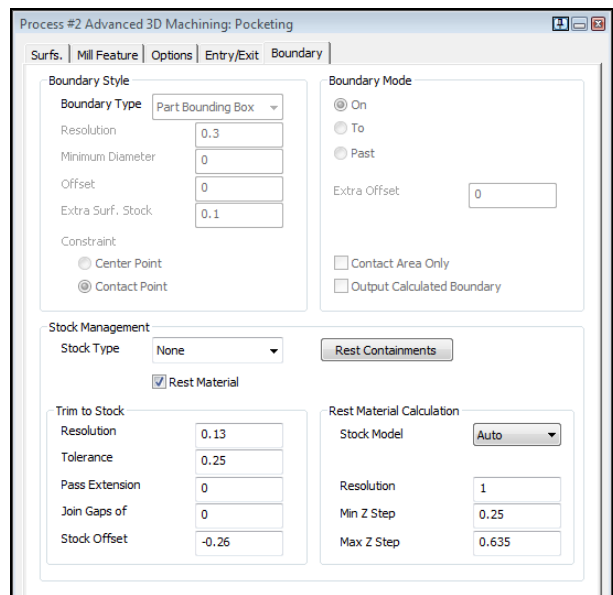 Process #2 Advanced 3D Machining: Pocketing
Surfs. Mill Feature Options Entry/Exit Boundary
Boundary Style
Boundary Type Part Bounding Box
Resolution 0.3
Minimum Diameter 0
Offset 0
Extra Surf. Stock 0.1
Constraint
Center Point
Contact Point
Boundary Mode
On
To
Past
Extra Offset 0
Contact Area Only
Output Calculated Boundary
Stock Management
Stock Type None Rest Containments
Rest Material
Trim to Stock
Resolution 0.13
Tolerance 0.25
Pass Extension 0
Join Gaps of 0
Stock Offset -0.26
Rest Material Calculation
Stock Model Auto
Resolution 1
Min Z Step 0.25
Max Z Step 0.635